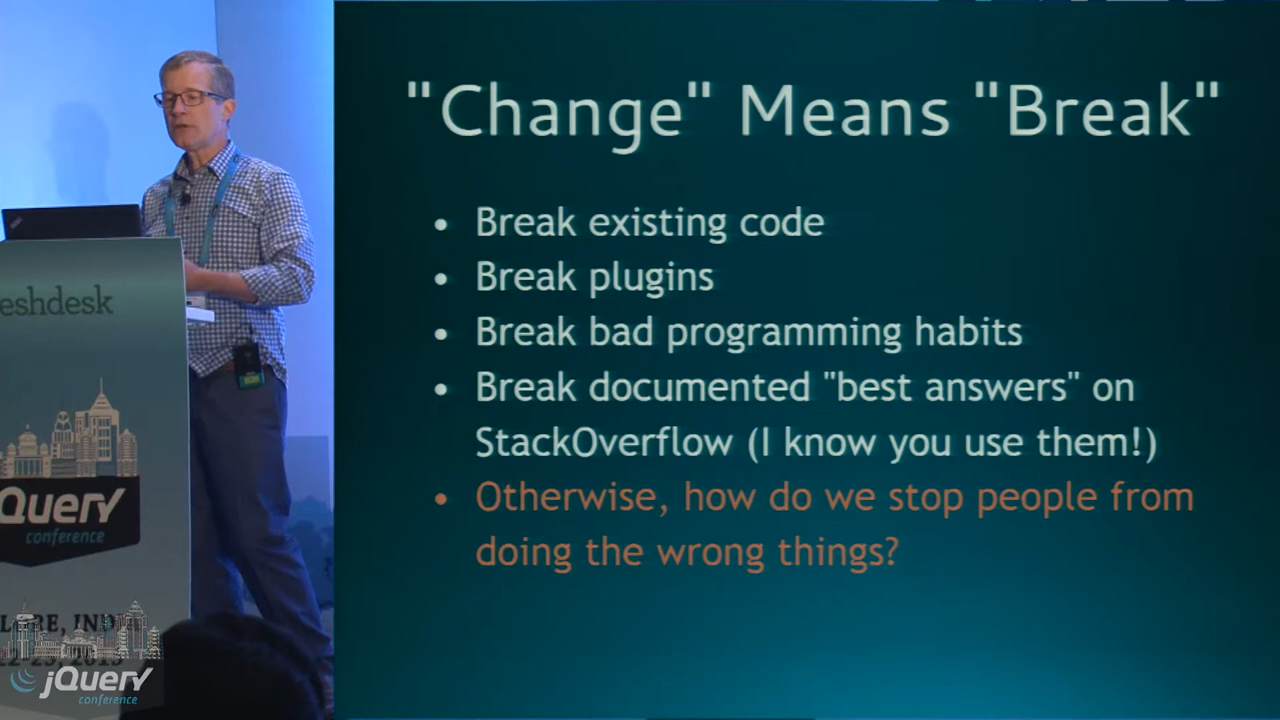 "Change" Means "Break"
• Break existing code
• Break plugins
• Break bad programming habits
• Break documented "best answers" on
StackOverflow (I know you use them!)
• Otherwise, how do we stop people from
doing the wrong things?
eshdesk
jQuery
conference
jQuery
conference